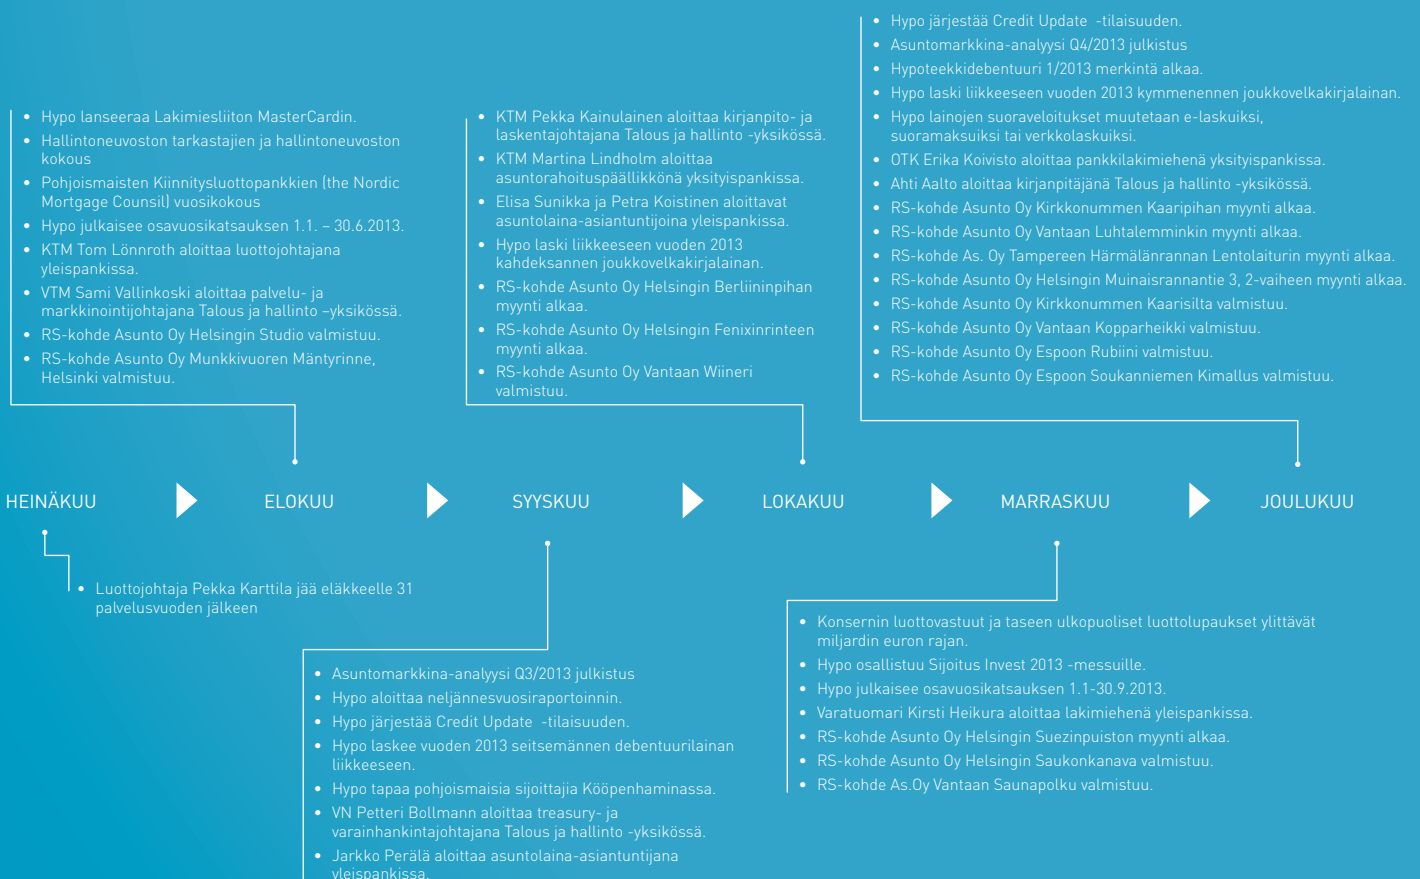 • Hypo lanseeraa Lakimiesliiton MasterCardin.
• Hallintoneuvoston tarkastajien ja hallintoneuvoston
kokous
• Pohjoismaisten Kiinnitysluottopankkien (the Nordic
Mortgage Counsil) vuosikokous
• Hypo julkaisee osavuosikatsauksen 1.1. – 30.6.2013.
• KTM Tom Lönnroth aloittaa luottojohtajana
yleispankissa.
• VTM Sami Vallinkoski aloittaa palvelu- ja
markkinointijohtajana Talous ja hallinto –yksikössä.
• RS-kohde Asunto Oy Helsingin Studio valmistuu.
• RS-kohde Asunto Oy Munkkivuoren Mäntyrinne,
Helsinki valmistuu.
• KTM Pekka Kainulainen aloittaa kirjanpito- ja
laskentajohtajana Talous ja hallinto -yksikössä.
• KTM Martina Lindholm aloittaa
asuntorahoituspäällikkönä yksityispankissa.
• Elisa Sunikka ja Petra Koistinen aloittavat
asuntolaina-asiantuntijoina yleispankissa.
• Hypo laski liikkeeseen vuoden 2013
kahdeksannen joukkovelkakirjalainan.
• RS-kohde Asunto Oy Helsingin Berliininpihan
myynti alkaa.
• RS-kohde Asunto Oy Helsingin Fenixinrinteen
myynti alkaa.
• RS-kohde Asunto Oy Vantaan Wiineri
valmistuu.
• Hypo järjestää Credit Update -tilaisuuden.
• Asuntomarkkina-analyysi Q4/2013 julkistus
• Hypoteekkidebentuuri 1/2013 merkintä alkaa.
• Hypo laski liikkeeseen vuoden 2013 kymmenennen joukkovelkakirjalainan.
• Hypo lainojen suoraveloitukset muutetaan e-laskuiksi,
suoramaksuiksi tai verkkolaskuiksi.
• OTK Erika Koivisto aloittaa pankkilakimiehenä yksityispankissa.
• Ahti Aalto aloittaa kirjanpitäjänä Talous ja hallinto -yksikössä.
• RS-kohde Asunto Oy Kirkkonummen Kaaripihan myynti alkaa.
• RS-kohde Asunto Oy Vantaan Luhtalemminkin myynti alkaa.
• RS-kohde As. Oy Tampereen Härmälänrannan Lentolaiturin myynti alkaa.
• RS-kohde Asunto Oy Helsingin Muinaisrannantie 3, 2-vaiheen myynti alkaa.
• RS-kohde Asunto Oy Kirkkonummen Kaarisilta valmistuu.
• RS-kohde Asunto Oy Vantaan Kopparheikki valmistuu.
• RS-kohde Asunto Oy Espoon Rubiini valmistuu.
• RS-kohde Asunto Oy Espoon Soukanniemen Kimallus valmistuu.
HEINÄKUU
ELOKUU
SYYSKUU
LOKAKUU
MARRASKUU
JOULUKUU
• Luottojohtaja Pekka Karttila jää eläkkeelle 31
palvelusvuoden jälkeen
• Asuntomarkkina-analyysi Q3/2013 julkistus
• Hypo aloittaa neljännesvuosiraportoinnin.
• Hypo järjestää Credit Update -tilaisuuden.
• Hypo laskee vuoden 2013 seitsemännen debentuurilainan
liikkeeseen.
• Hypo tapaa pohjoismaisia sijoittajia Kööpenhaminassa.
• VN Petteri Bollmann aloittaa treasury- ja
varainhankintajohtajana Talous ja hallinto -yksikössä.
• Jarkko Perälä aloittaa asuntolaina-asiantuntijana
yleispankissa.
• Konsernin luottovastuut ja taseen ulkopuoliset luottolupaukset ylittävät
miljardin euron rajan.
• Hypo osallistuu Sijoitus Invest 2013 -messuille.
• Hypo julkaisee osavuosikatsauksen 1.1-30.9.2013.
• Varatuomari Kirsti Heikura aloittaa lakimiehenä yleispankissa.
• RS-kohde Asunto Oy Helsingin Suezinpuiston myynti alkaa.
• RS-kohde Asunto Oy Helsingin Saukonkanava valmistuu.
• RS-kohde As.Oy Vantaan Saunapolku valmistuu.